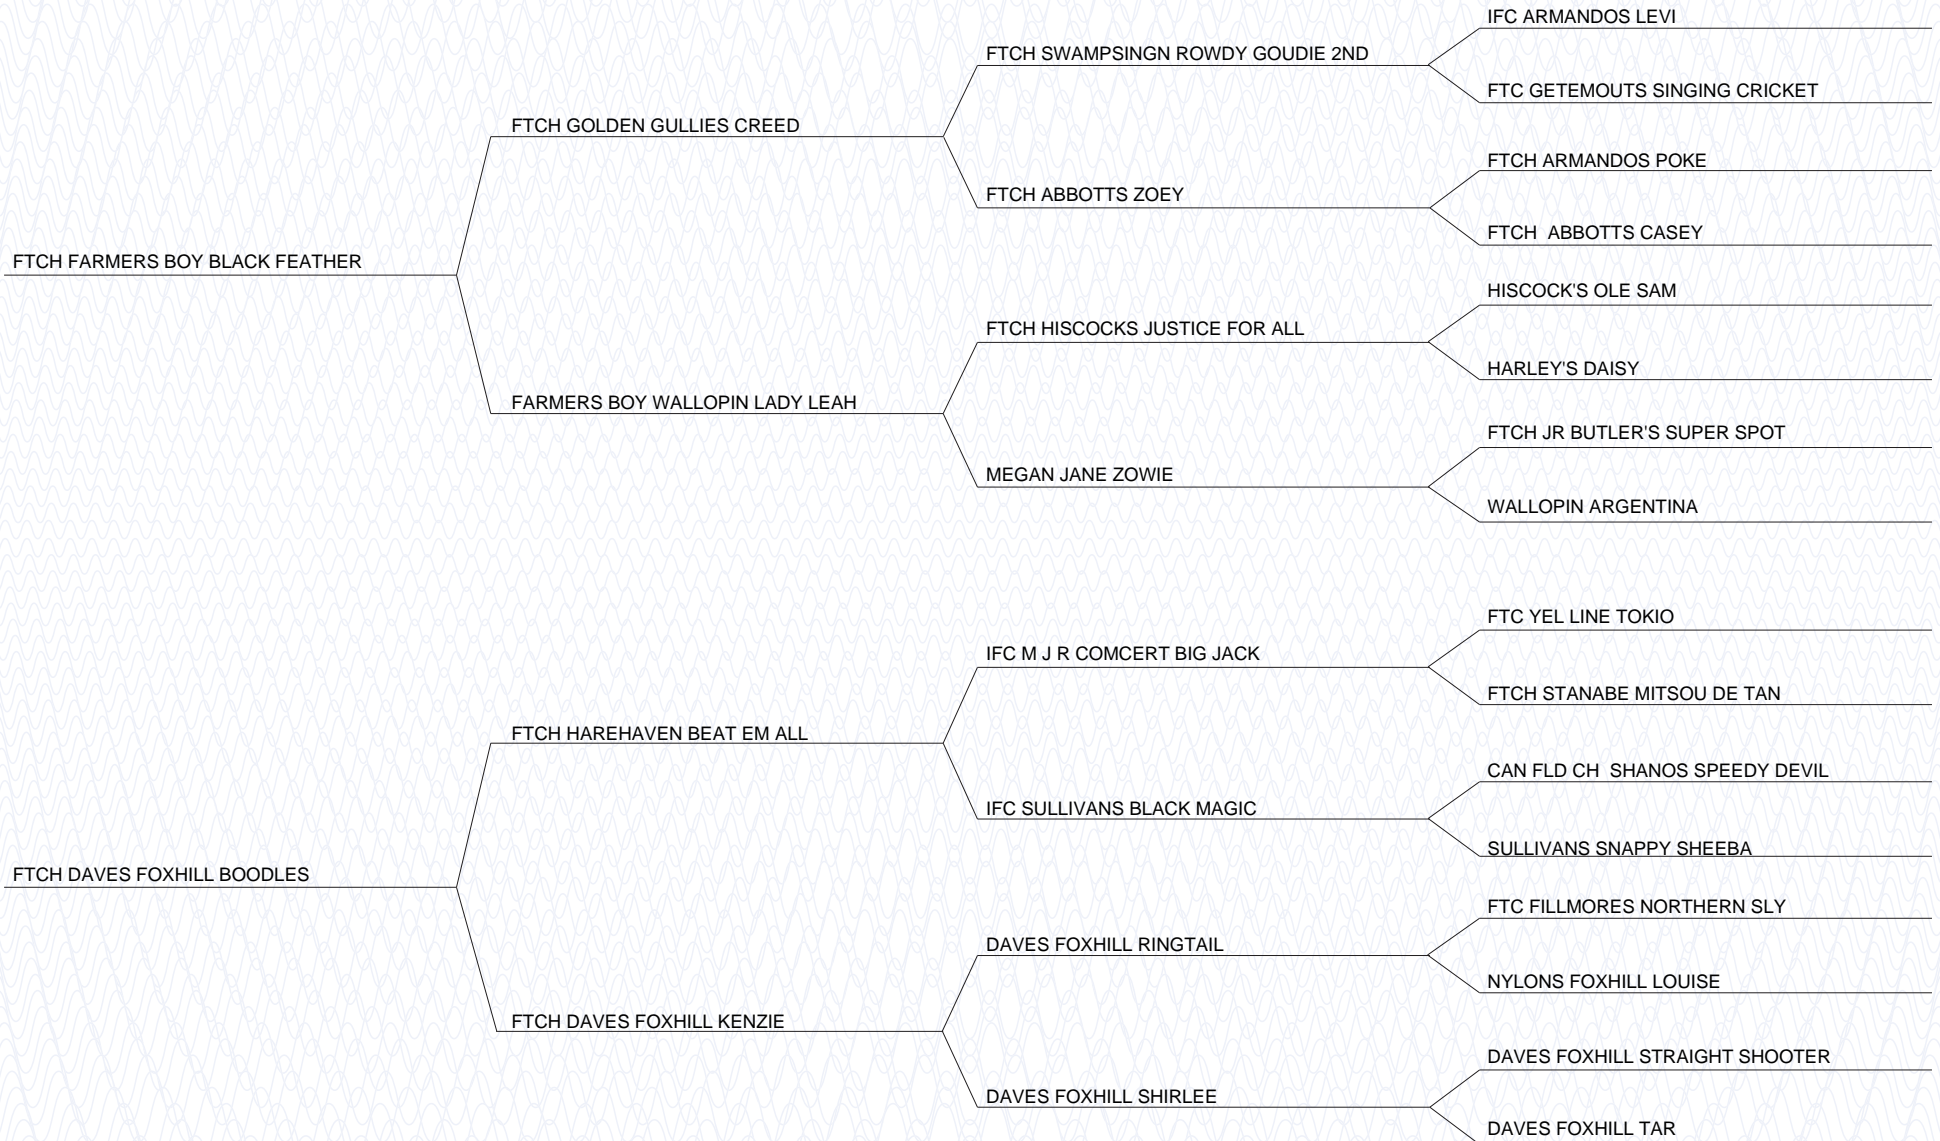 IFC ARMANDOS LEVI
FTCH SWAMPSINGN ROWDY GOUDIE 2ND
FTC GETEMOUTS SINGING CRICKET
FTCH GOLDEN GULLIES CREED
FTCH ARMANDOS POKE
FTCH ABBOTTS ZOEY
FTCH  ABBOTTS CASEY
FTCH FARMERS BOY BLACK FEATHER
HISCOCK'S OLE SAM
FTCH HISCOCKS JUSTICE FOR ALL
HARLEY'S DAISY
FARMERS BOY WALLOPIN LADY LEAH
FTCH JR BUTLER'S SUPER SPOT
MEGAN JANE ZOWIE
WALLOPIN ARGENTINA
FTC YEL LINE TOKIO
IFC M J R COMCERT BIG JACK
FTCH STANABE MITSOU DE TAN
FTCH HAREHAVEN BEAT EM ALL
CAN FLD CH  SHANOS SPEEDY DEVIL
IFC SULLIVANS BLACK MAGIC
SULLIVANS SNAPPY SHEEBA
FTCH DAVES FOXHILL BOODLES
FTC FILLMORES NORTHERN SLY
DAVES FOXHILL RINGTAIL
NYLONS FOXHILL LOUISE
FTCH DAVES FOXHILL KENZIE
DAVES FOXHILL STRAIGHT SHOOTER
DAVES FOXHILL SHIRLEE
DAVES FOXHILL TAR